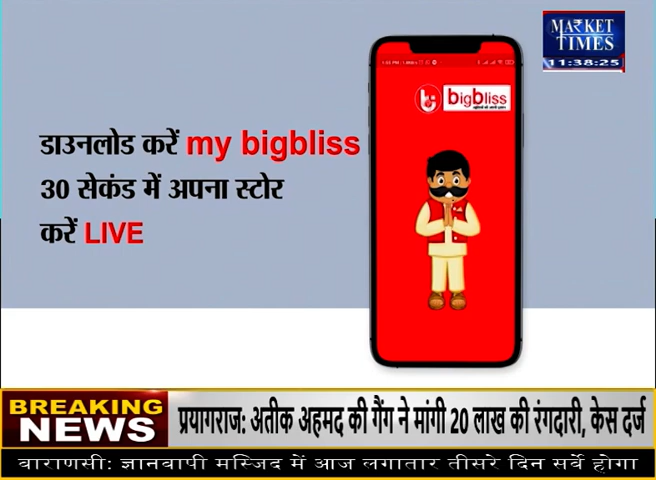 MARKET
TIMES
11:38:25
bigbliss
डाउनलोड करें my bigbliss
30 सेकंड में अपना स्टोर
करें LIVE
BREAKING
NEWS
प्रयागराज: अतीक अहमद की गैंग ने मांगी 20 लाख की रंगदारी, केस दर्ज
वाराणसी: ज्ञानवापी मस्जिद में आज लगातार तीसरे दिन सर्वे होगा